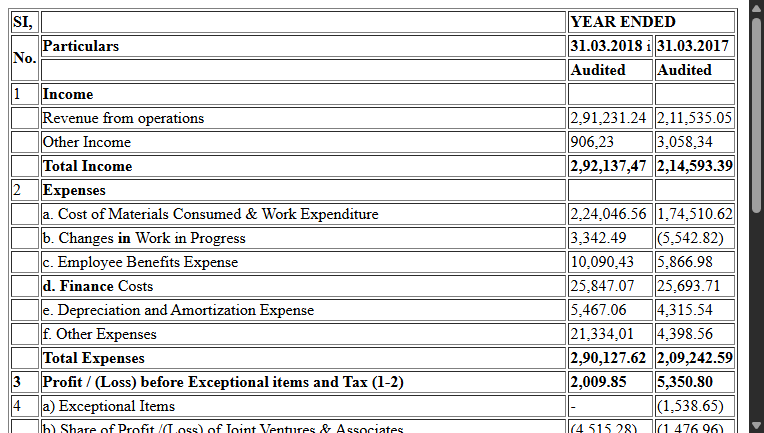 SI, YEAR ENDED
No. Particulars 31.03.2018 i 31.03.2017
Audited Audited
1 Income
Revenue from operations 2,91,231.24 2,11,535.05
Other Income 906,23 3,058,34
Total Income 2,92,137,47 2,14,593.39
2 Expenses
a. Cost of Materials Consumed & Work Expenditure 2,24,046.56 1,74,510.62
b. Changes in Work in Progress 3,342.49 (5,542.82)
c. Employee Benefits Expense 10,090,43 5,866.98
d. Finance Costs 25,847.07 25,693.71
e. Depreciation and Amortization Expense 5,467.06 4,315.54
f. Other Expenses 21,334,01 4,398.56
Total Expenses 2,90,127.62 2,09,242.59
3 Profit / (Loss) before Exceptional items and Tax (1-2) 2,009.85 5,350.80
4 a) Exceptional Items - (1,538.65)
b) Share of Profit /(Loss) of Joint Ventures & Associates (4,515.28) (1,476.96)